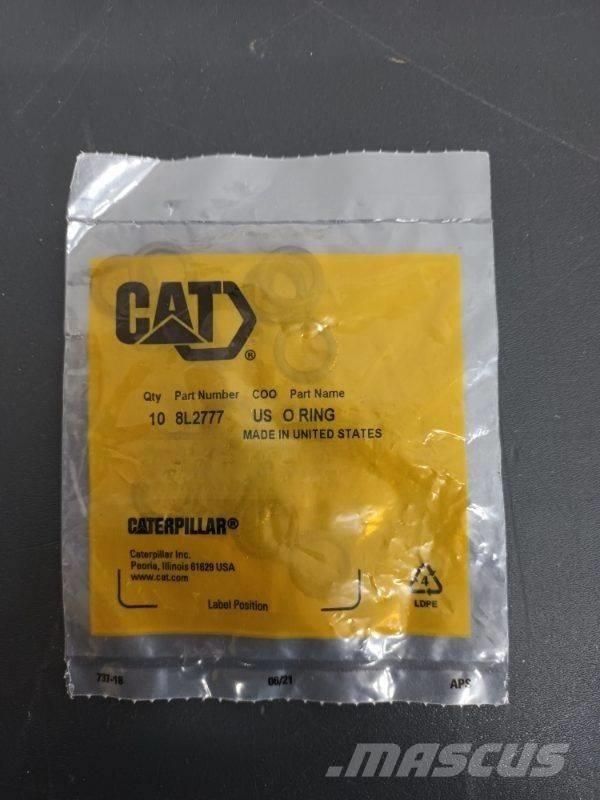 CAT®
Qty Part Number COO Part Name
10 8L2777 US O RING
MADE IN UNITED STATES
CATERPILLAR®
Caterpillar Inc.
Peoria, Illinois 61629 USA
www.cat.com
Label Position
4
LDPE
737-18 06/21 APS
MASCUS